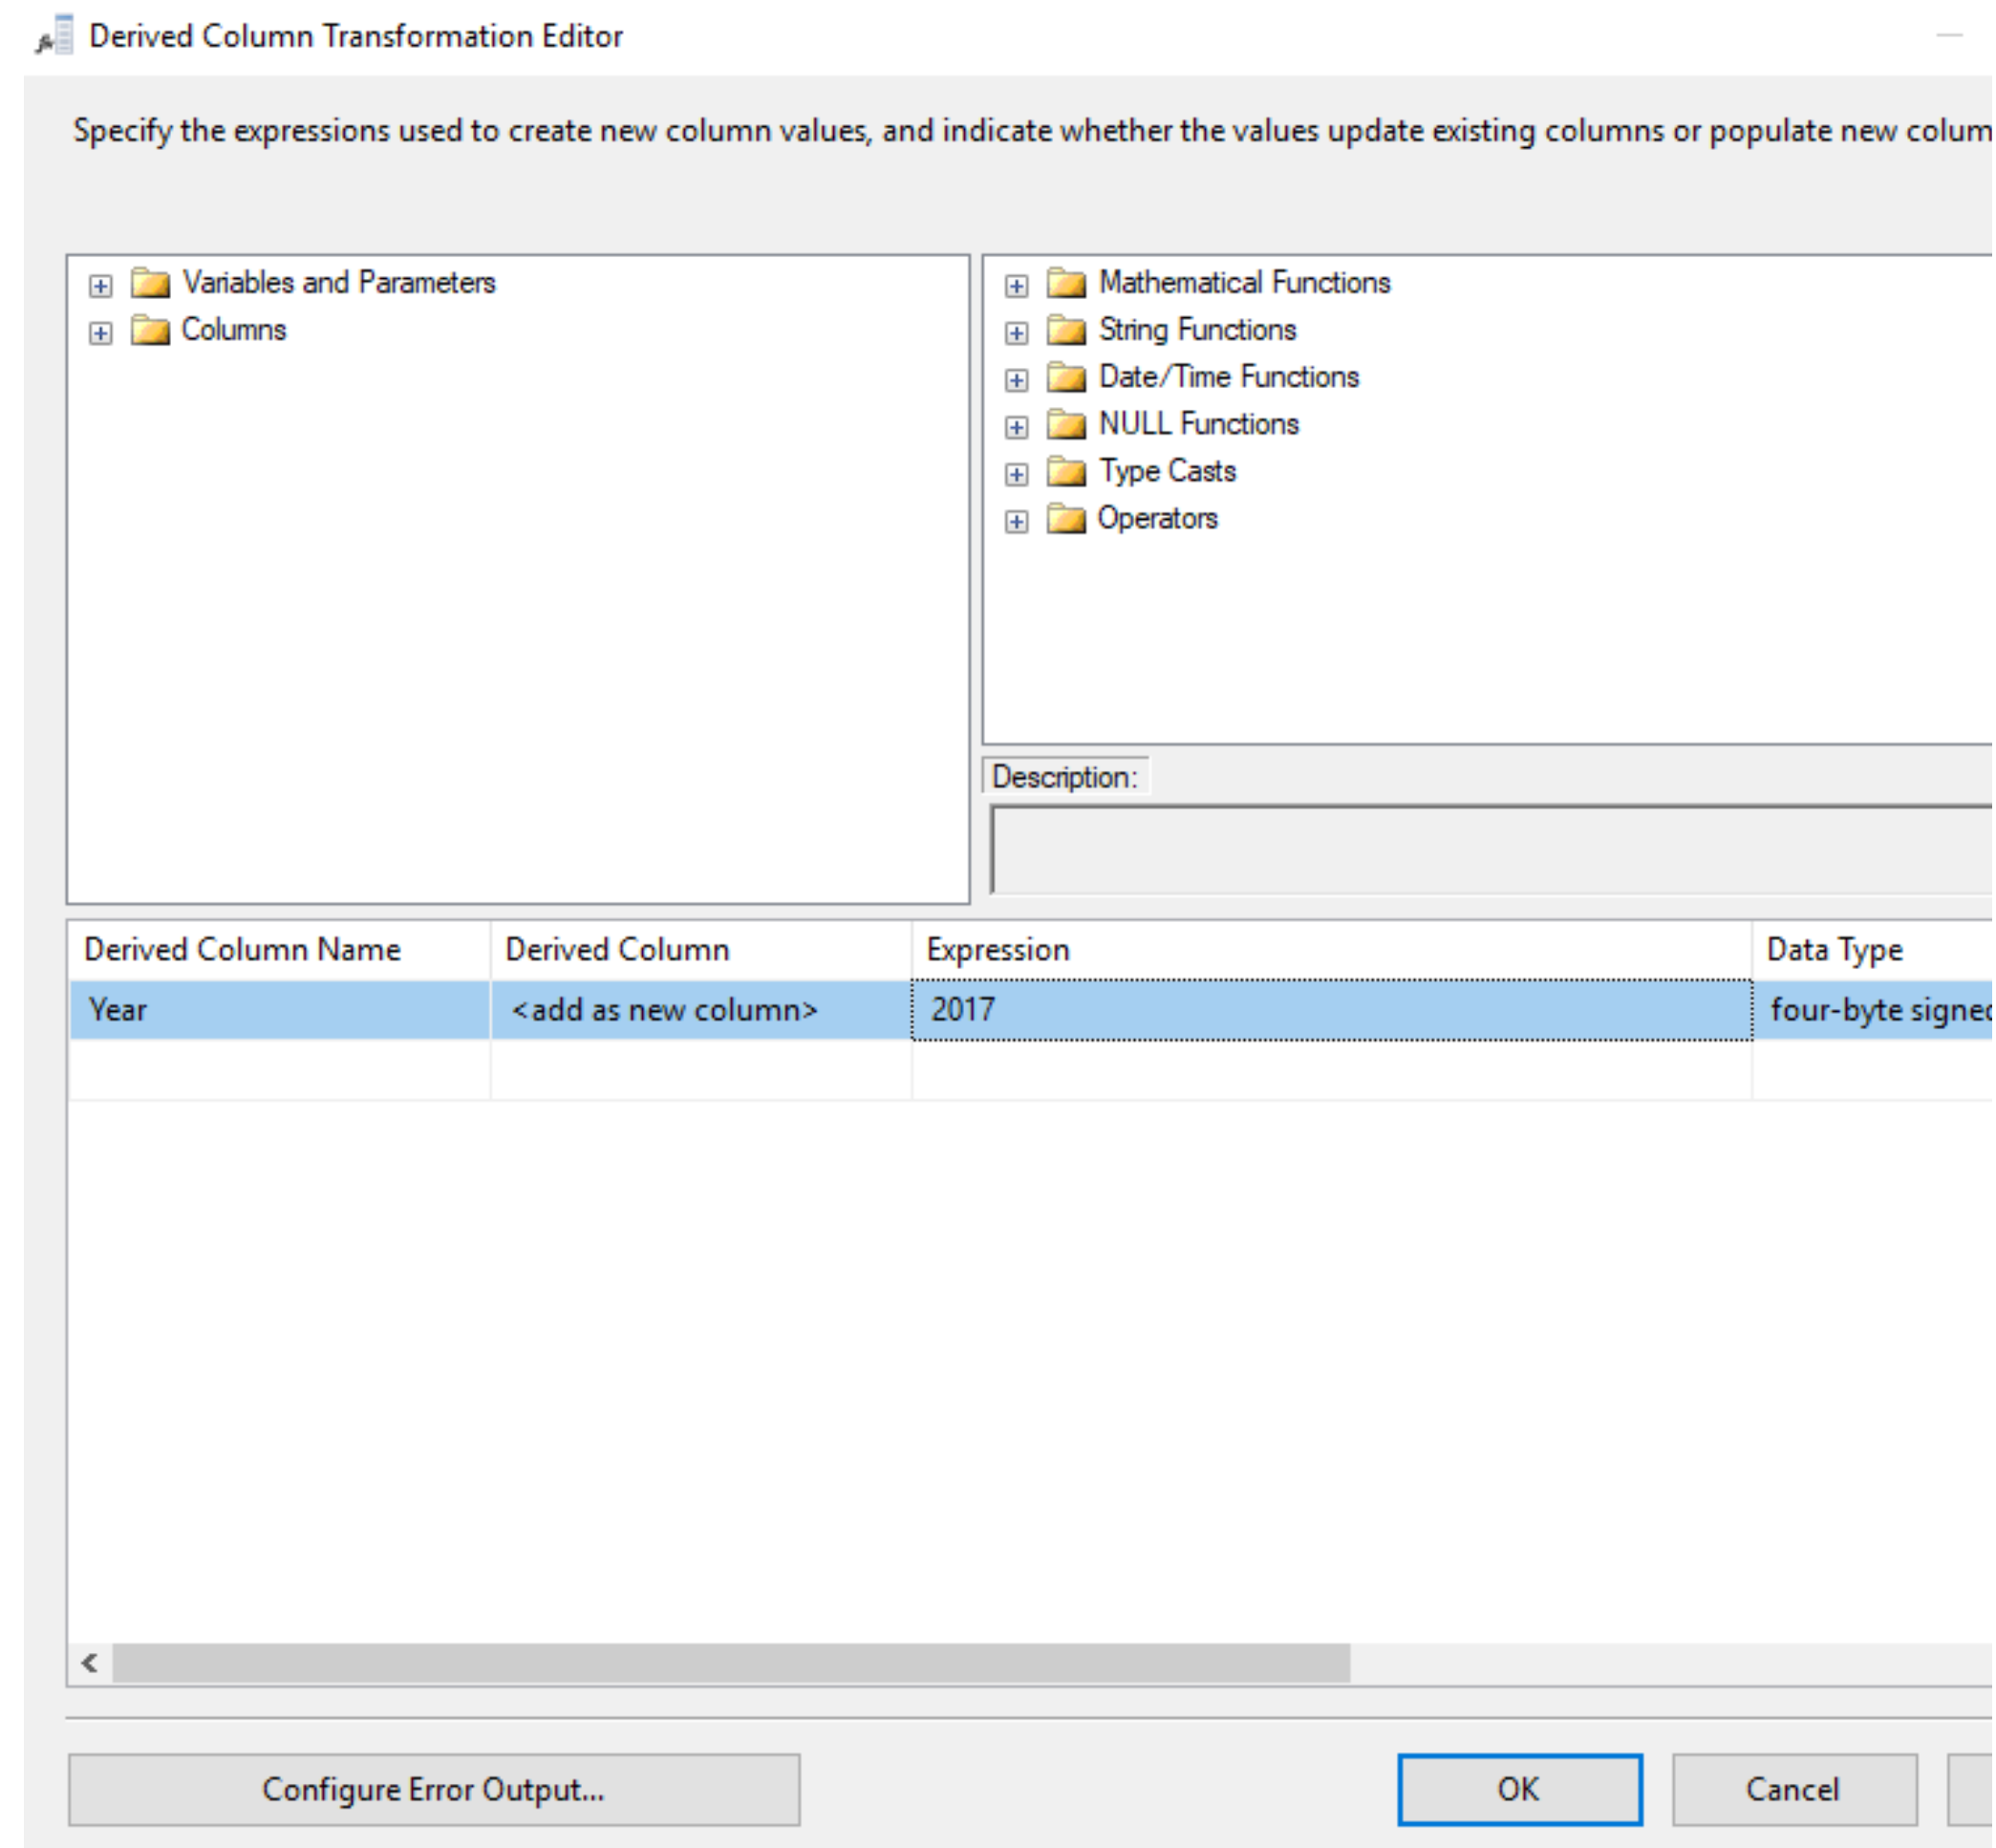 Derived Column Transformation Editor
Specify the expressions used to create new column values, and indicate whether the values update existing columns or populate new colum
Variables and Parameters
Columns
Mathematical Functions
String Functions
Date/Time Functions
NULL Functions
Type Casts
Operators
Description:
Derived Column Name Derived Column Expression Data Type
Year <add as new column> 2017 four-byte signed
Configure Error Output... OK Cancel